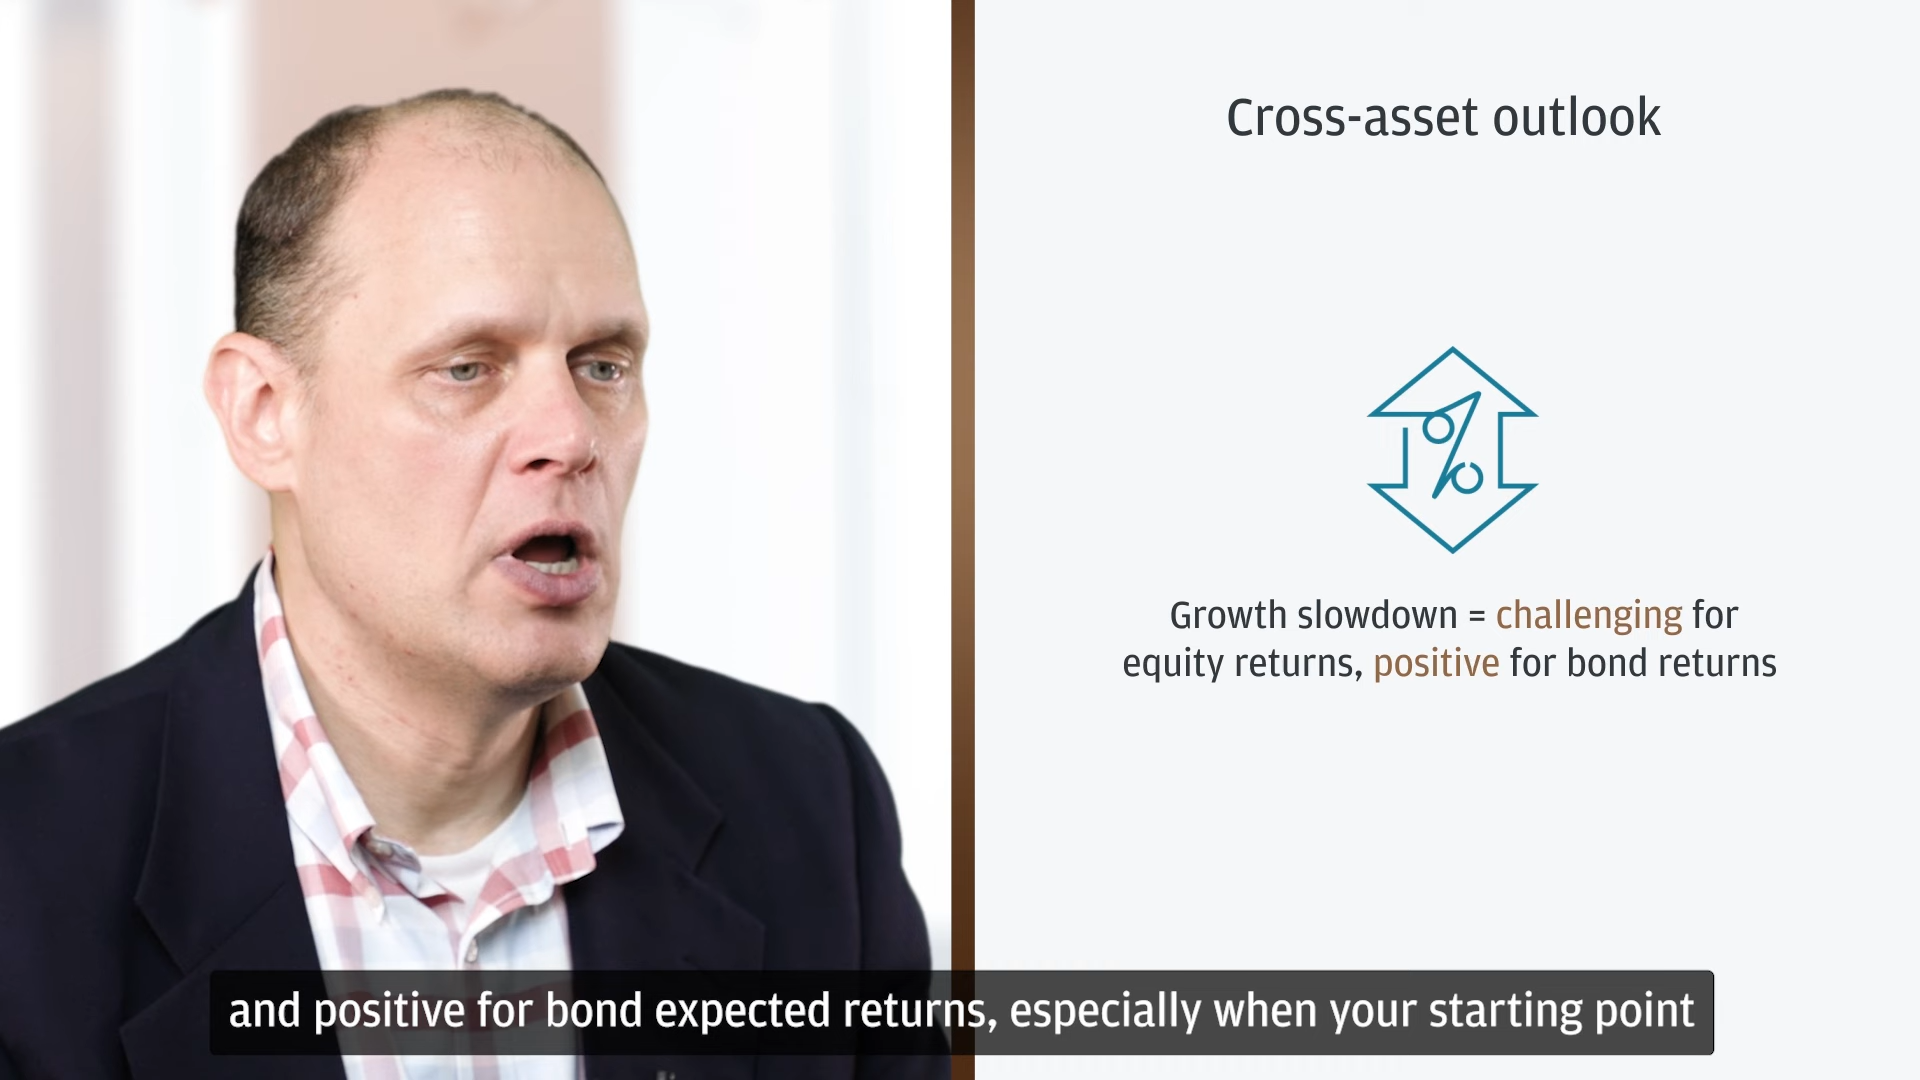 Cross-asset outlook
Growth slowdown = challenging for
equity returns, positive for bond returns
and positive for bond expected returns, especially when your starting point